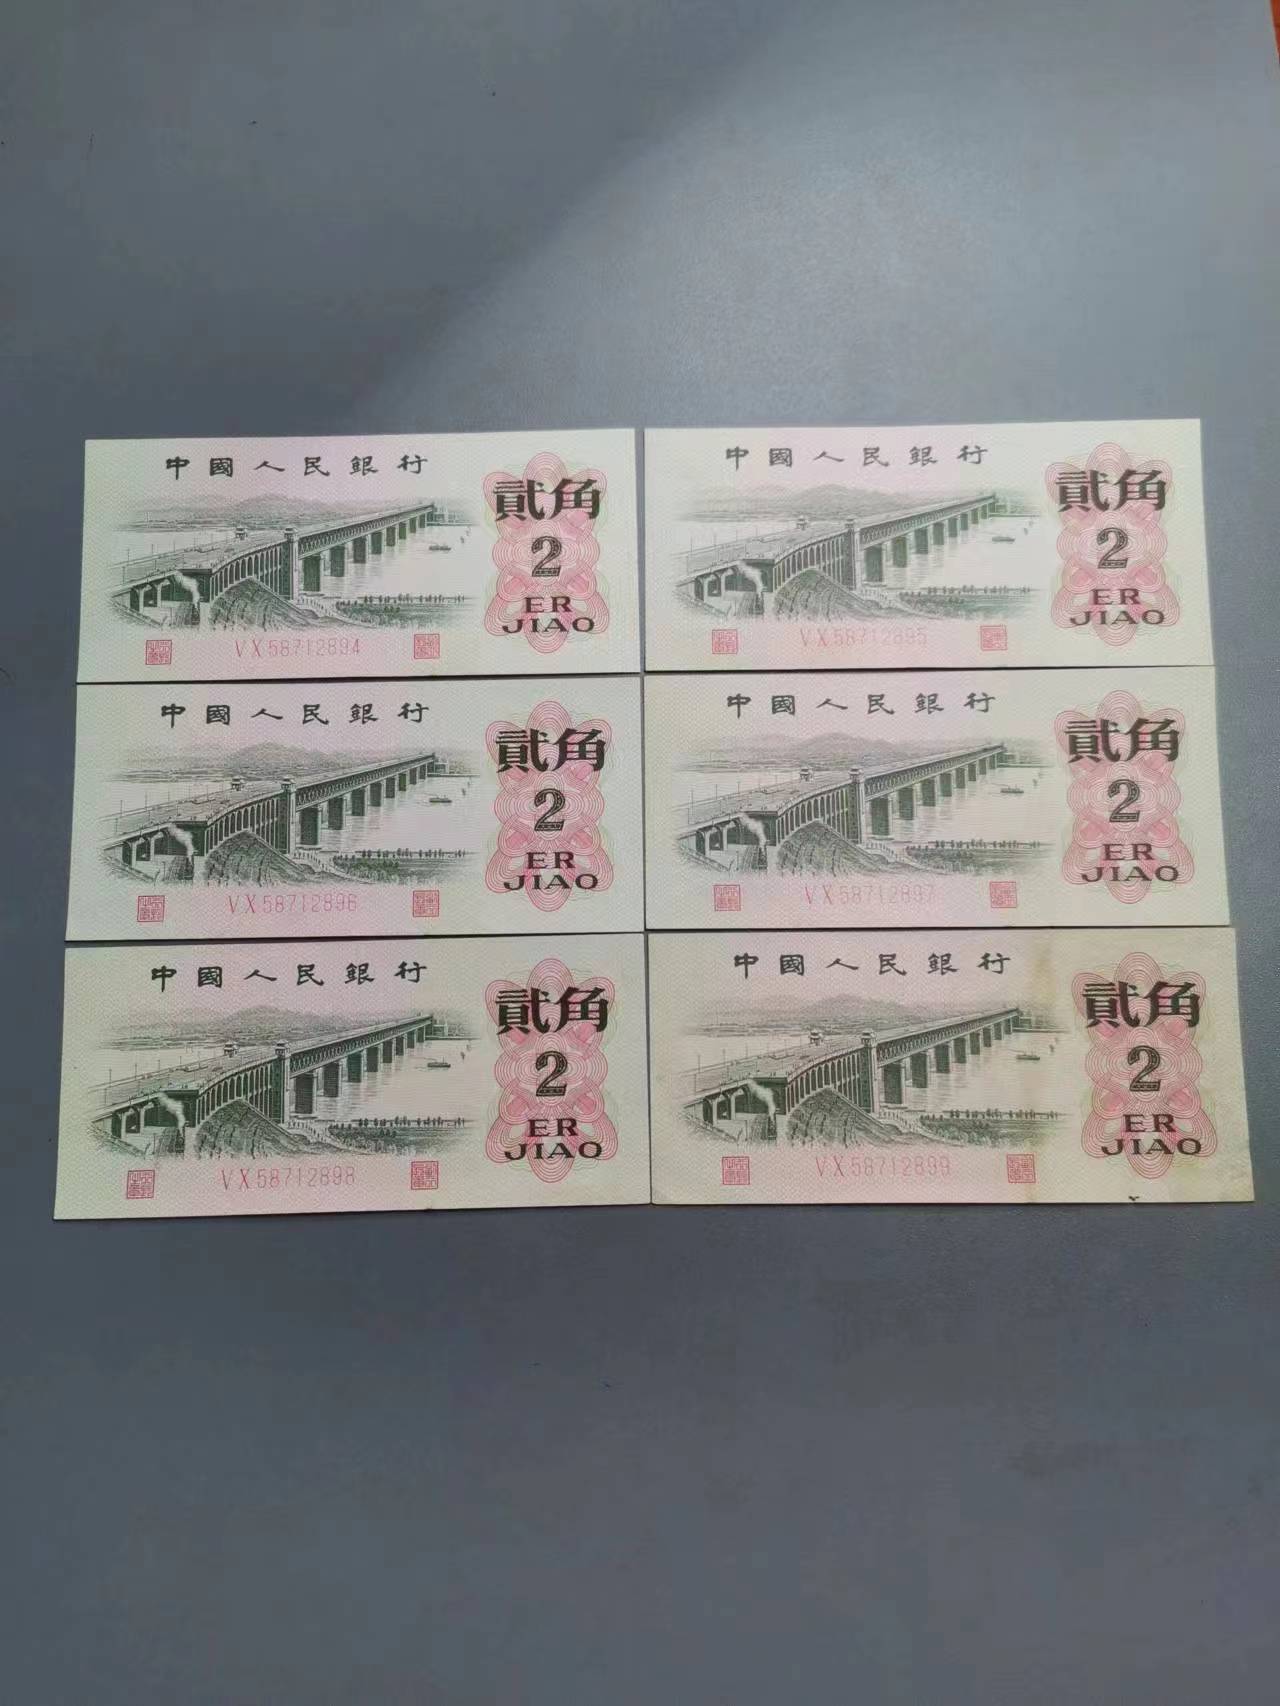 中國人民銀行
貳角
2
ER
JIAO
VX58712894
中國人民銀行
貳角
2
ER
JIAO
VX58712895
中國人民銀行
貳角
2
ER
JIAO
VX58712896
中國人民銀行
貳角
2
ER
JIAO
VX58712897
中國人民銀行
貳角
2
ER
JIAO
VX58712898
中國人民銀行
貳角
2
ER
JIAO
VX58712899